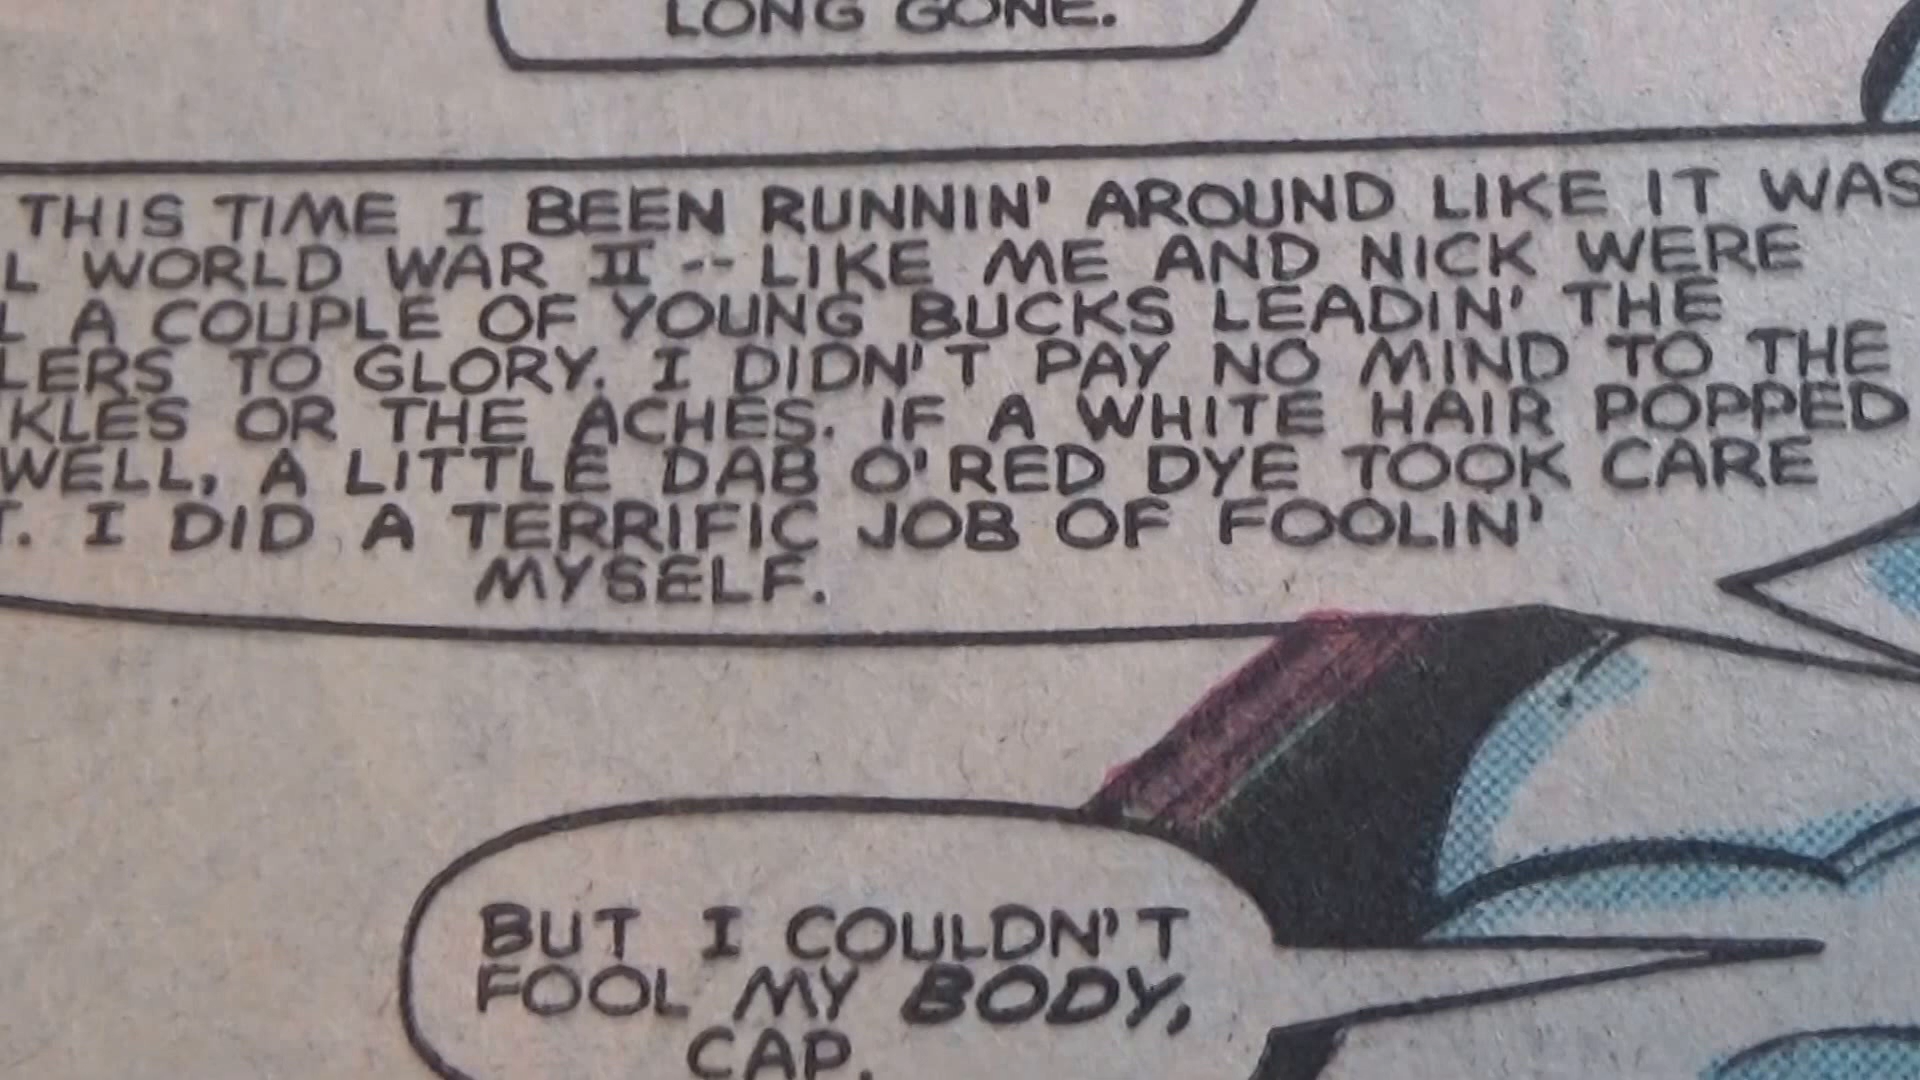 LONG GONE.
THIS TIME I BEEN RUNNIN' AROUND LIKE IT WAS
L WORLD WAR II -- LIKE ME AND NICK WERE
L A COUPLE OF YOUNG BUCKS LEADIN' THE
LERS TO GLORY. I DIDN'T PAY NO MIND TO THE
KLES OR THE ACHES. IF A WHITE HAIR POPPED
WELL, A LITTLE DAB O' RED DYE TOOK CARE
T. I DID A TERRIFIC JOB OF FOOLIN'
MYSELF.
BUT I COULDN'T
FOOL MY BODY,
CAP.